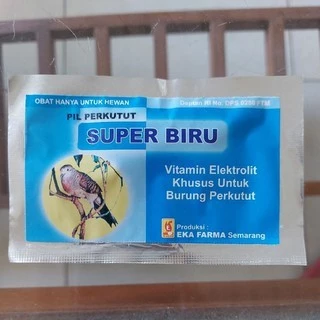 OBAT HANYA UNTUK HEWAN
PIL PERKUTUT
SUPER BIRU
Vitamin Elektrolit
Khusus Untuk
Burung Perkutut
Produksi :
EKA FARMA Semarang